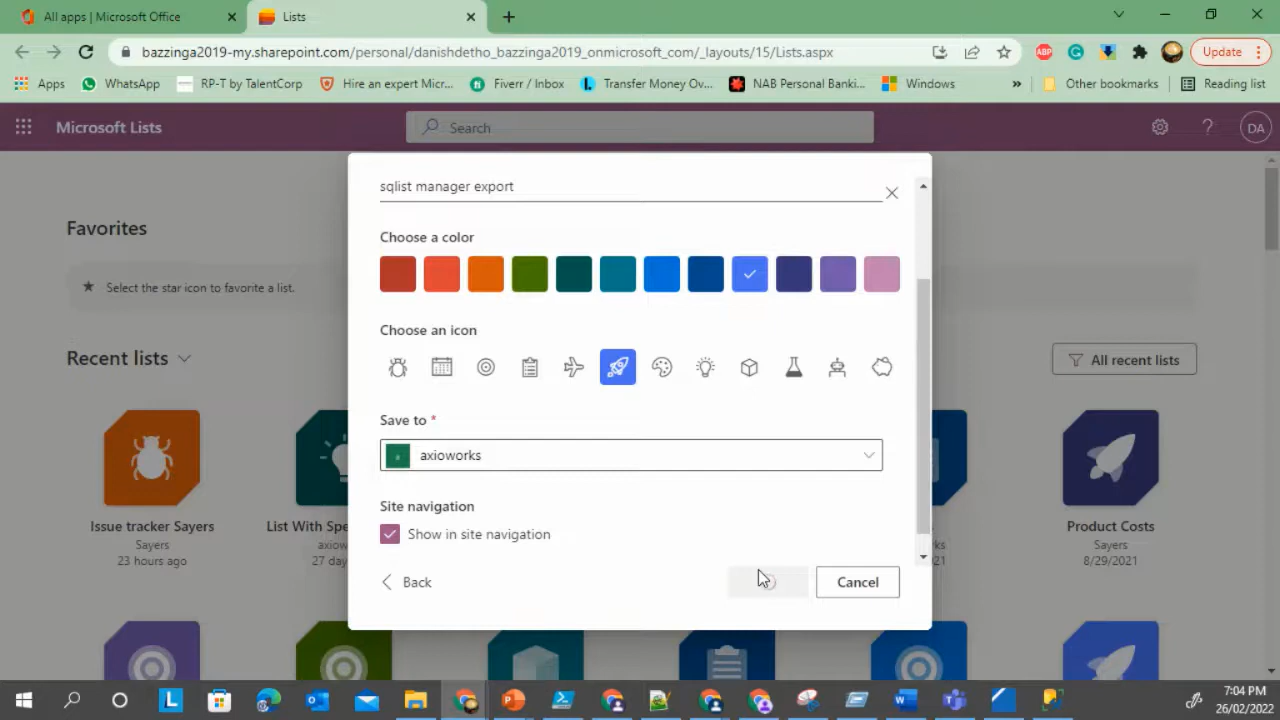 All apps | Microsoft Office
Lists
bazzinga2019-my.sharepoint.com/personal/danishdetho_bazzinga2019_onmicrosoft_com/_layouts/15/Lists.aspx
ABP
Update
Apps
WhatsApp
RP-T by TalentCorp
Hire an expert Micr...
Fiverr / Inbox
Transfer Money Ov...
NAB Personal Banki...
Windows
»
Other bookmarks
Reading list
Microsoft Lists
Search
?
DA
sqlist manager export
Favorites
Choose a color
Select the star icon to favorite a list.
Choose an icon
Recent lists
All recent lists
Save to *
a axioworks
Site navigation
Show in site navigation
Issue tracker Sayers
Sayers
23 hours ago
List With Spe
axiow
27 day
rks
21
Product Costs
Sayers
8/29/2021
Back
Cancel
7:04 PM
26/02/2022